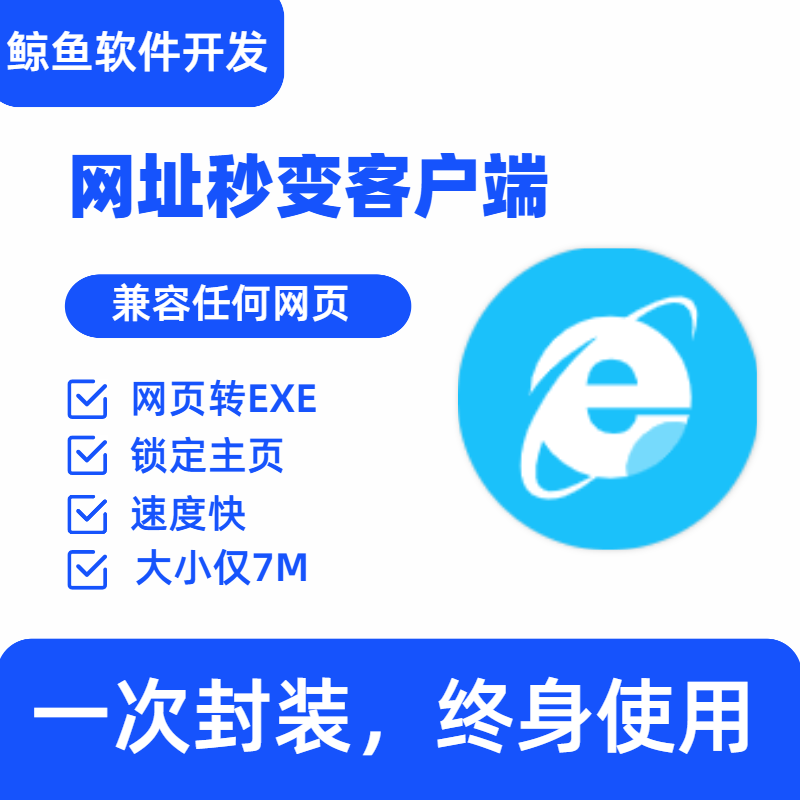 鲸鱼软件开发
网址秒变客户端
兼容任何网页
网页转EXE
锁定主页
速度快
大小仅7M
一次封装，终身使用